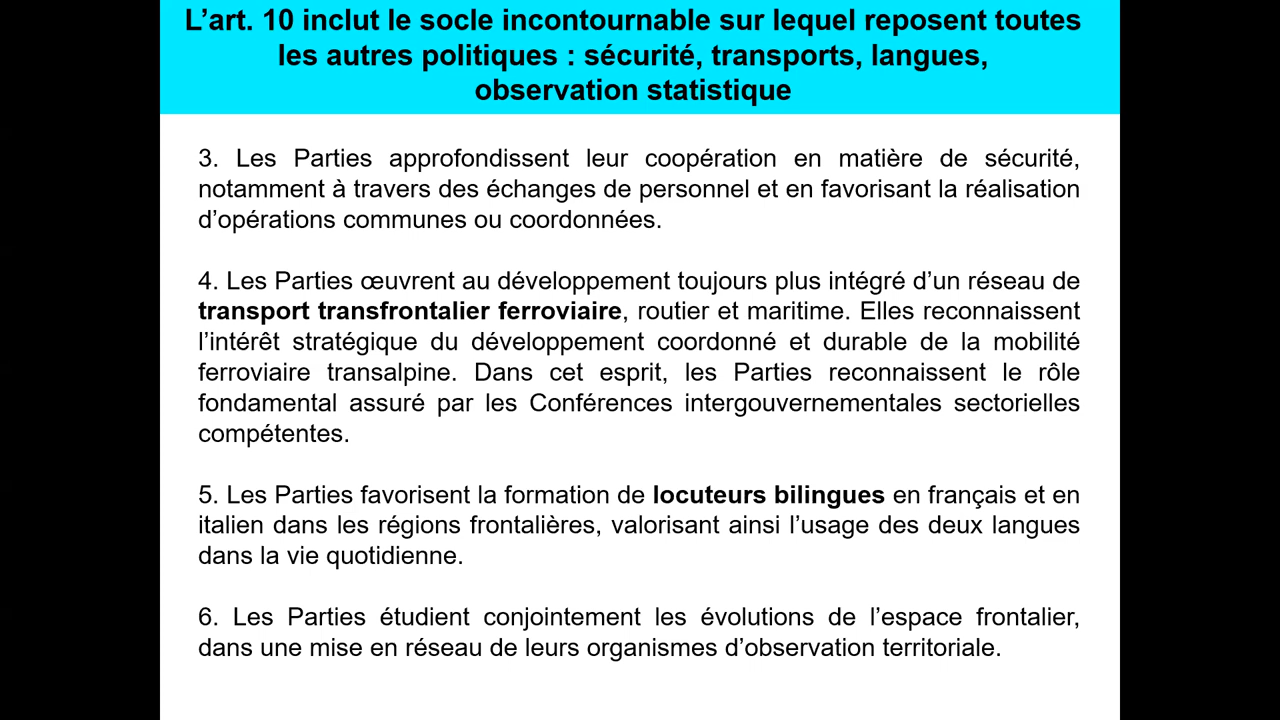 L’art. 10 inclut le socle incontournable sur lequel reposent toutes
les autres politiques : sécurité, transports, langues,
observation statistique
3. Les Parties approfondissent leur coopération en matière de sécurité,
notamment à travers des échanges de personnel et en favorisant la réalisation
d’opérations communes ou coordonnées.
4. Les Parties œuvrent au développement toujours plus intégré d’un réseau de
transport transfrontalier ferroviaire, routier et maritime. Elles reconnaissent
l’intérêt stratégique du développement coordonné et durable de la mobilité
ferroviaire transalpine. Dans cet esprit, les Parties reconnaissent le rôle
fondamental assuré par les Conférences intergouvernementales sectorielles
compétentes.
5. Les Parties favorisent la formation de locuteurs bilingues en français et en
italien dans les régions frontalières, valorisant ainsi l’usage des deux langues
dans la vie quotidienne.
6. Les Parties étudient conjointement les évolutions de l’espace frontalier,
dans une mise en réseau de leurs organismes d’observation territoriale.